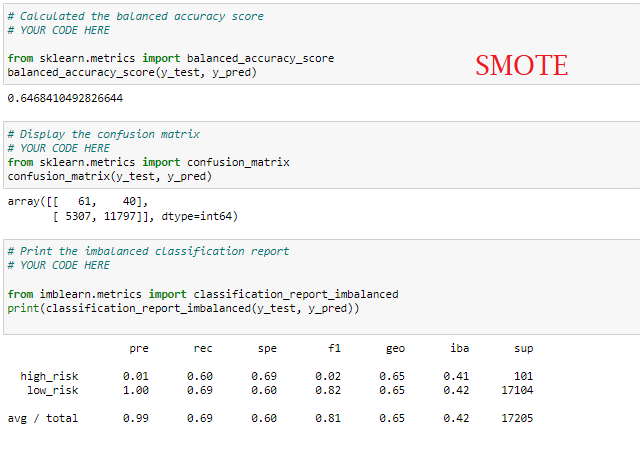 # Calculated the balanced accuracy score
# YOUR CODE HERE
from sklearn.metrics import balanced_accuracy_score
balanced_accuracy_score(y_test, y_pred)
SMOTE
0.6468410492826644
# Display the confusion matrix
# YOUR CODE HERE
from sklearn.metrics import confusion_matrix
confusion_matrix(y_test, y_pred)
array([[   61,    40],
       [ 5307, 11797]], dtype=int64)
# Print the imbalanced classification report
# YOUR CODE HERE
from imblearn.metrics import classification_report_imbalanced
print(classification_report_imbalanced(y_test, y_pred))
pre rec spe f1 geo iba sup
high_risk 0.01 0.60 0.69 0.02 0.65 0.41 101
low_risk 1.00 0.69 0.60 0.82 0.65 0.42 17104
avg / total 0.99 0.69 0.60 0.81 0.65 0.42 17205